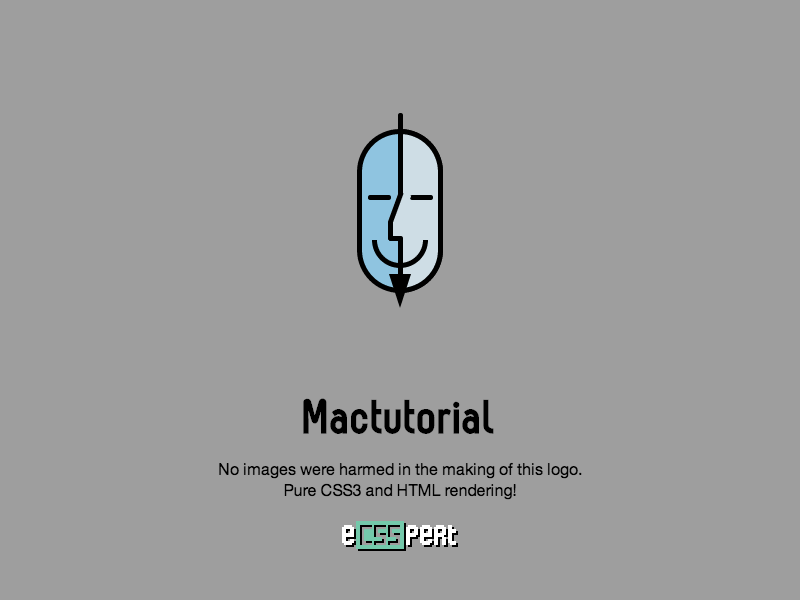 Mactutorial
No images were harmed in the making of this logo.
Pure CSS3 and HTML rendering!
eCSSpert